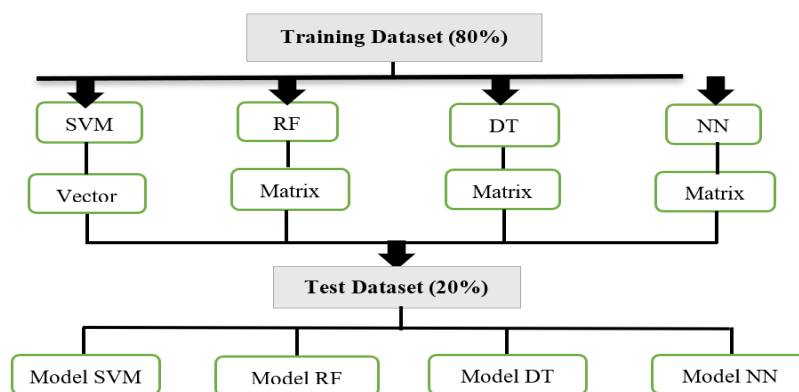 Training Dataset (80%)
SVM
RF
DT
NN
Vector
Matrix
Matrix
Matrix
Test Dataset (20%)
Model SVM
Model RF
Model DT
Model NN